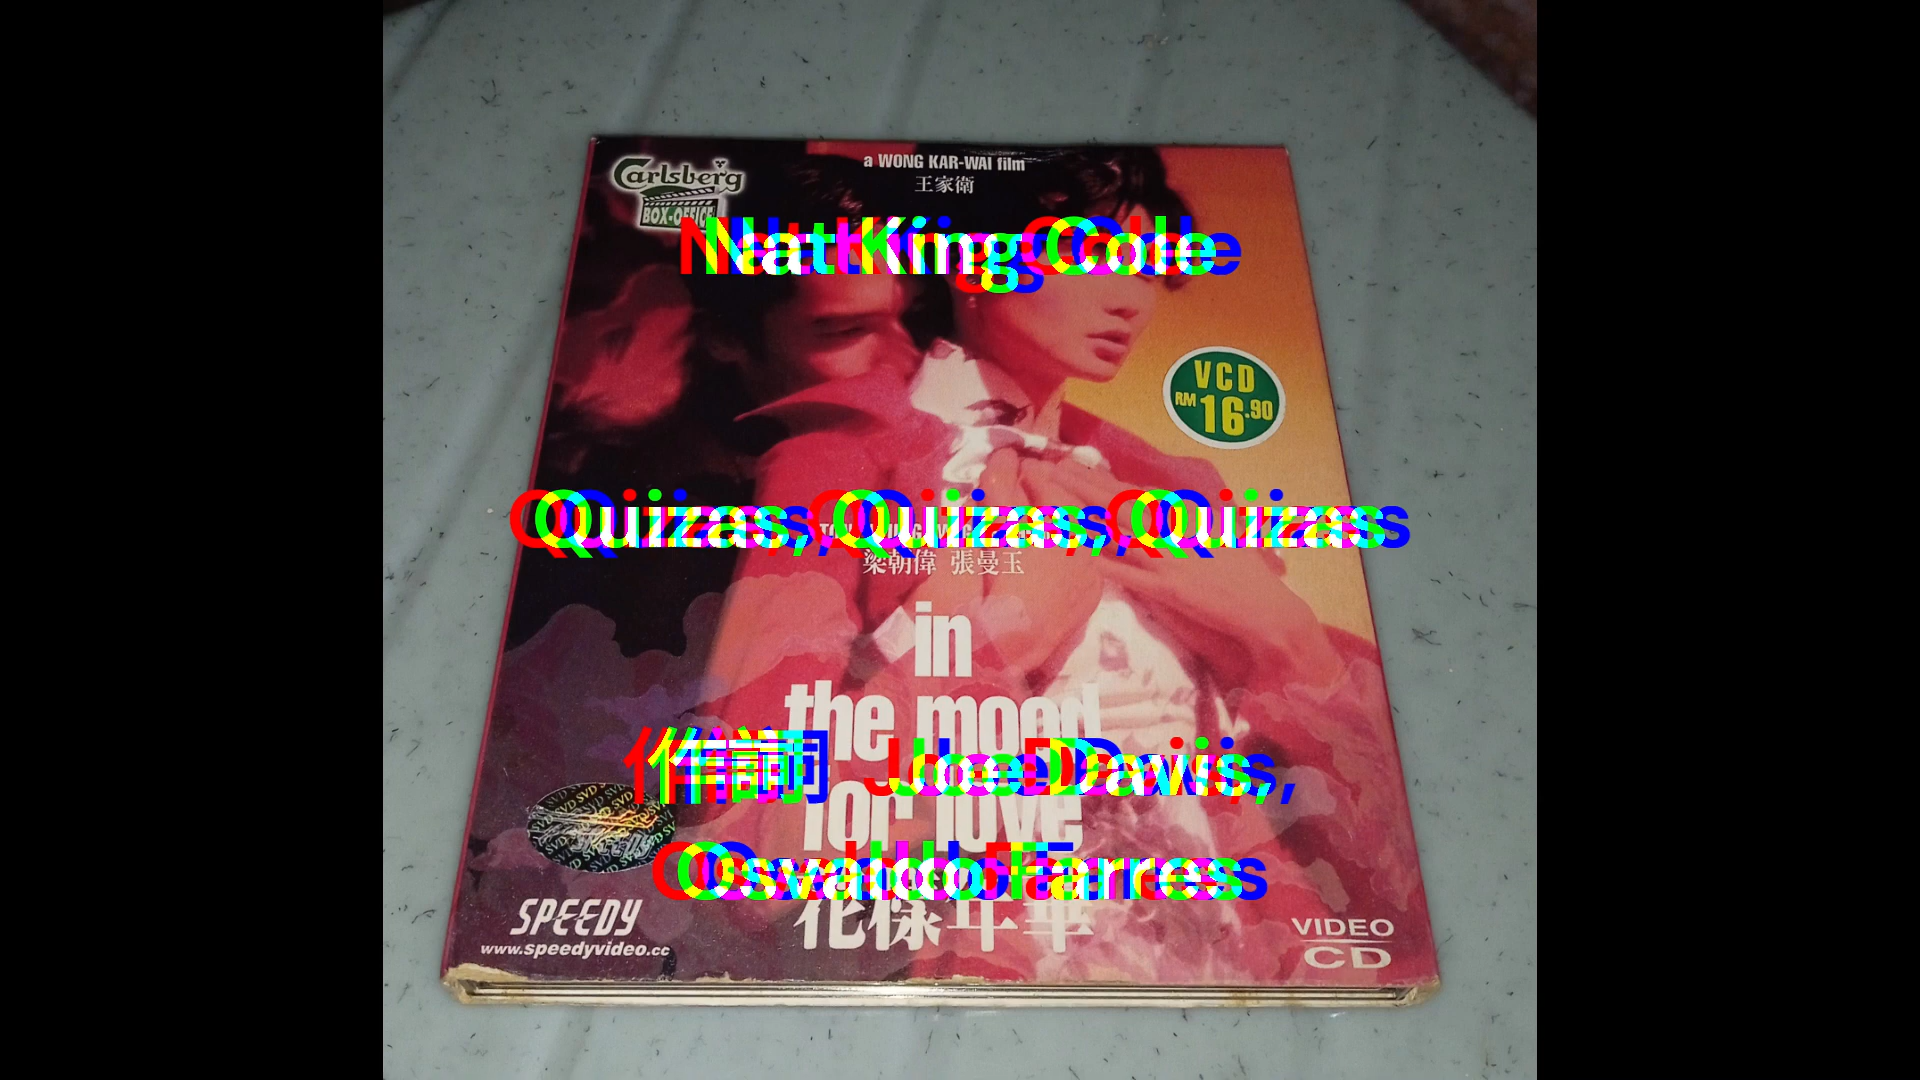 Carlsberg
BOX-OFFICE
a WONG KAR-WAI film
王家衛
Nat King Cole
VCD
RM 16.90
Quizas, Quizas, Quizas
梁朝偉 張曼玉
in
the mood
for love
作詞 Joe Davis,
Osvaldo Farres
花樣年華
SPEEDY
www.speedyvideo.cc
VIDEO
CD